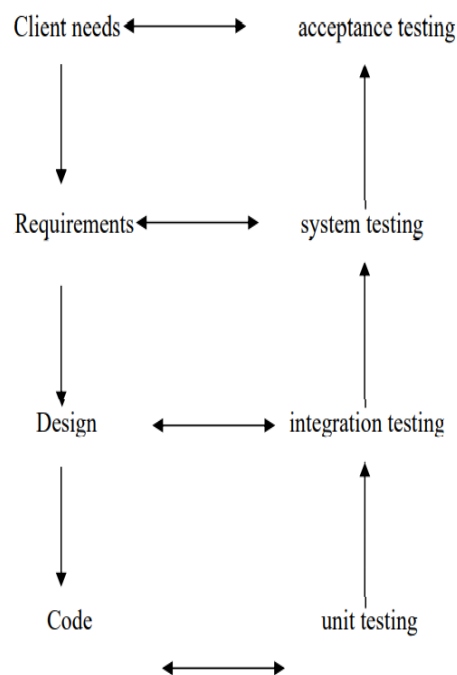 Client needs acceptance testing
Requirements system testing
Design integration testing
Code unit testing